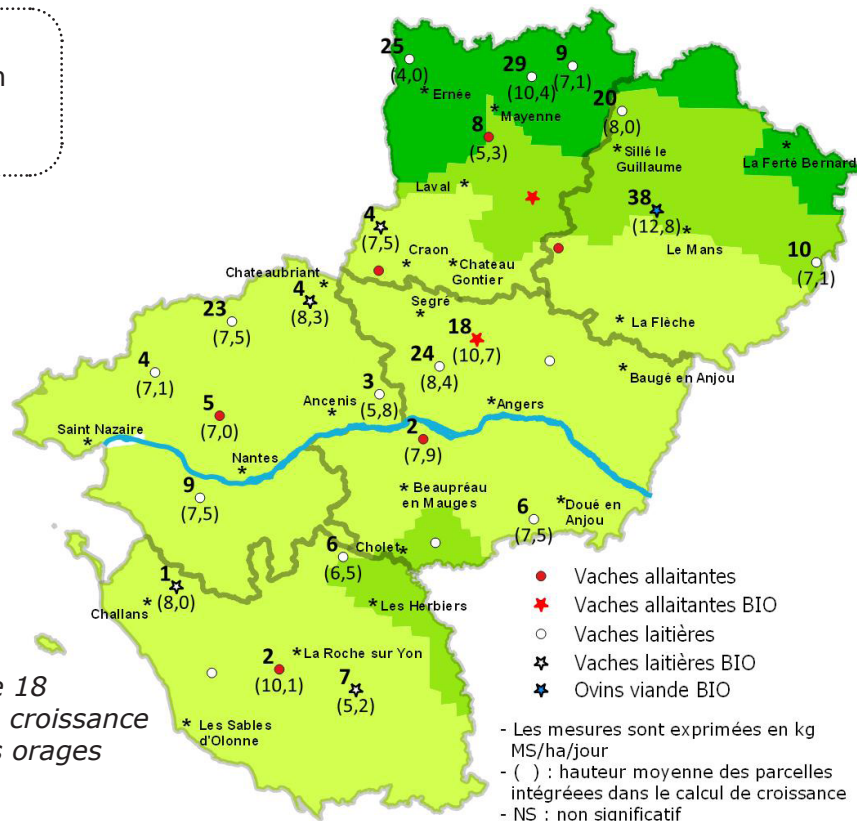 n
25
(4,0)
* Ernée
29
(10,4)
9
(7,1)
* Mayenne
20
(8,0)
8
(5,3)
* Sillé le
Guillaume
*
La Ferté Bernard
Laval *
38
(12,8)
*
Le Mans
4
(7,5)
*
Craon
* Chateau
Gontier
10
(7,1)
Chateaubriant *
4
(8,3)
Segré
*
* La Flèche
23
(7,5)
18
(10,7)
24
(8,4)
*
Baugé en Anjou
4
(7,1)
3
(5,8)
Ancenis
*
* Angers
5
(7,0)
Saint Nazaire
*
2
(7,9)
Nantes
*
* Beaupréau
en Mauges
9
(7,5)
6
(7,5)
* Doué en
Anjou
6
(6,5)
Cholet *
1
(8,0)
*
Challans
* Les Herbiers
2
(10,1)
* La Roche sur Yon
7
(5,2)
* Les Sables
d'Olonne
Vaches allaitantes
Vaches allaitantes BIO
Vaches laitières
Vaches laitières BIO
Ovins viande BIO
e 18
croissance
s orages
- Les mesures sont exprimées en kg
MS/ha/jour
- ( ) : hauteur moyenne des parcelles
intégréees dans le calcul de croissance
- NS : non significatif